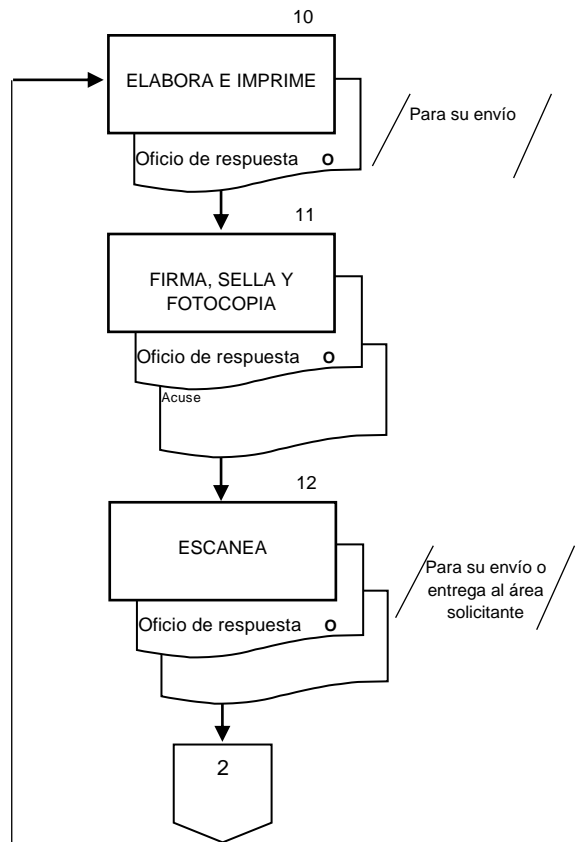 10
ELABORA E IMPRIME
Para su envío
Oficio de respuesta O
11
FIRMA, SELLA Y
FOTOCOPIA
Oficio de respuesta O
Acuse
12
ESCANEA
Para su envío o
entrega al área
solicitante
Oficio de respuesta O
2